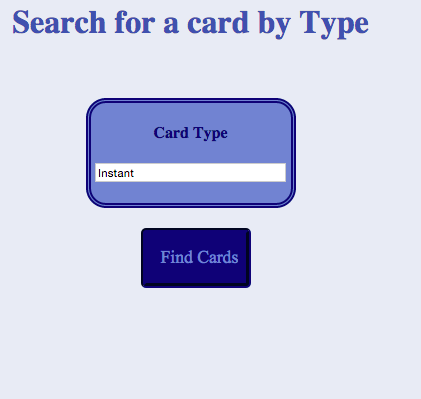 Search for a card by Type
Card Type
Instant
Find Cards